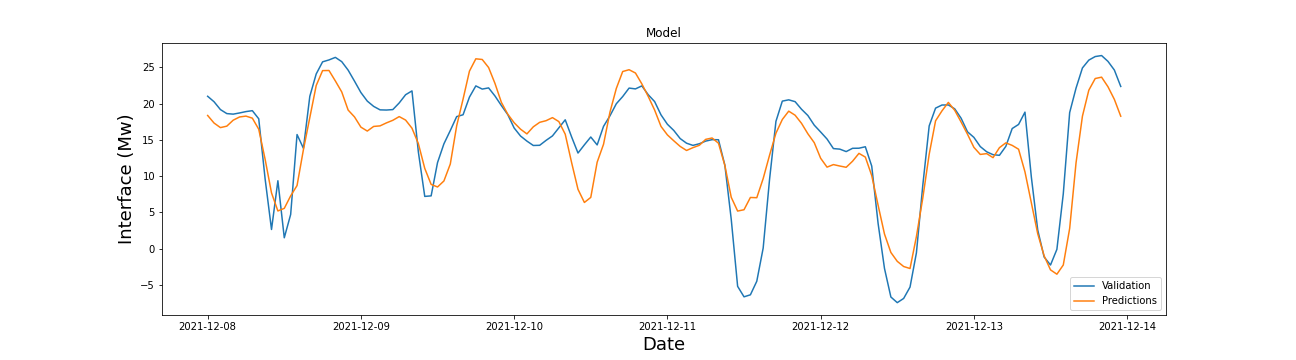 Model
Interface (Mw)
25
20
15
10
5
0
−5
Validation
Predictions
2021-12-08
2021-12-09
2021-12-10
2021-12-11
2021-12-12
2021-12-13
2021-12-14
Date